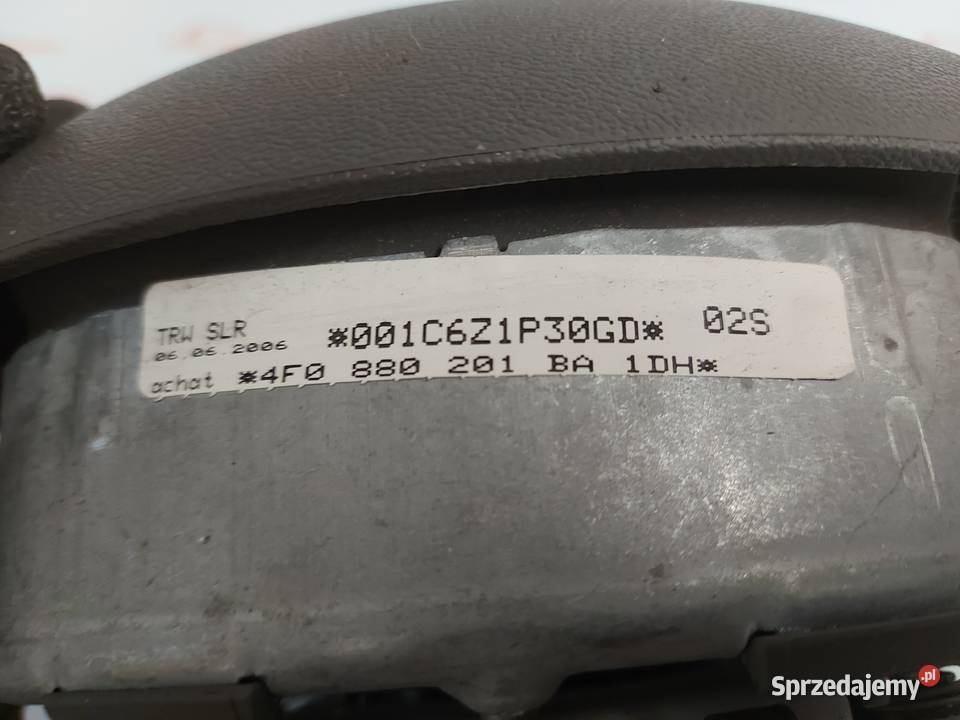 TRW SLR
06.06.2006
*001C6Z1P30GD* 02S
achat *4F0 880 201 BA 1DH*
Sprzedajemy.pl